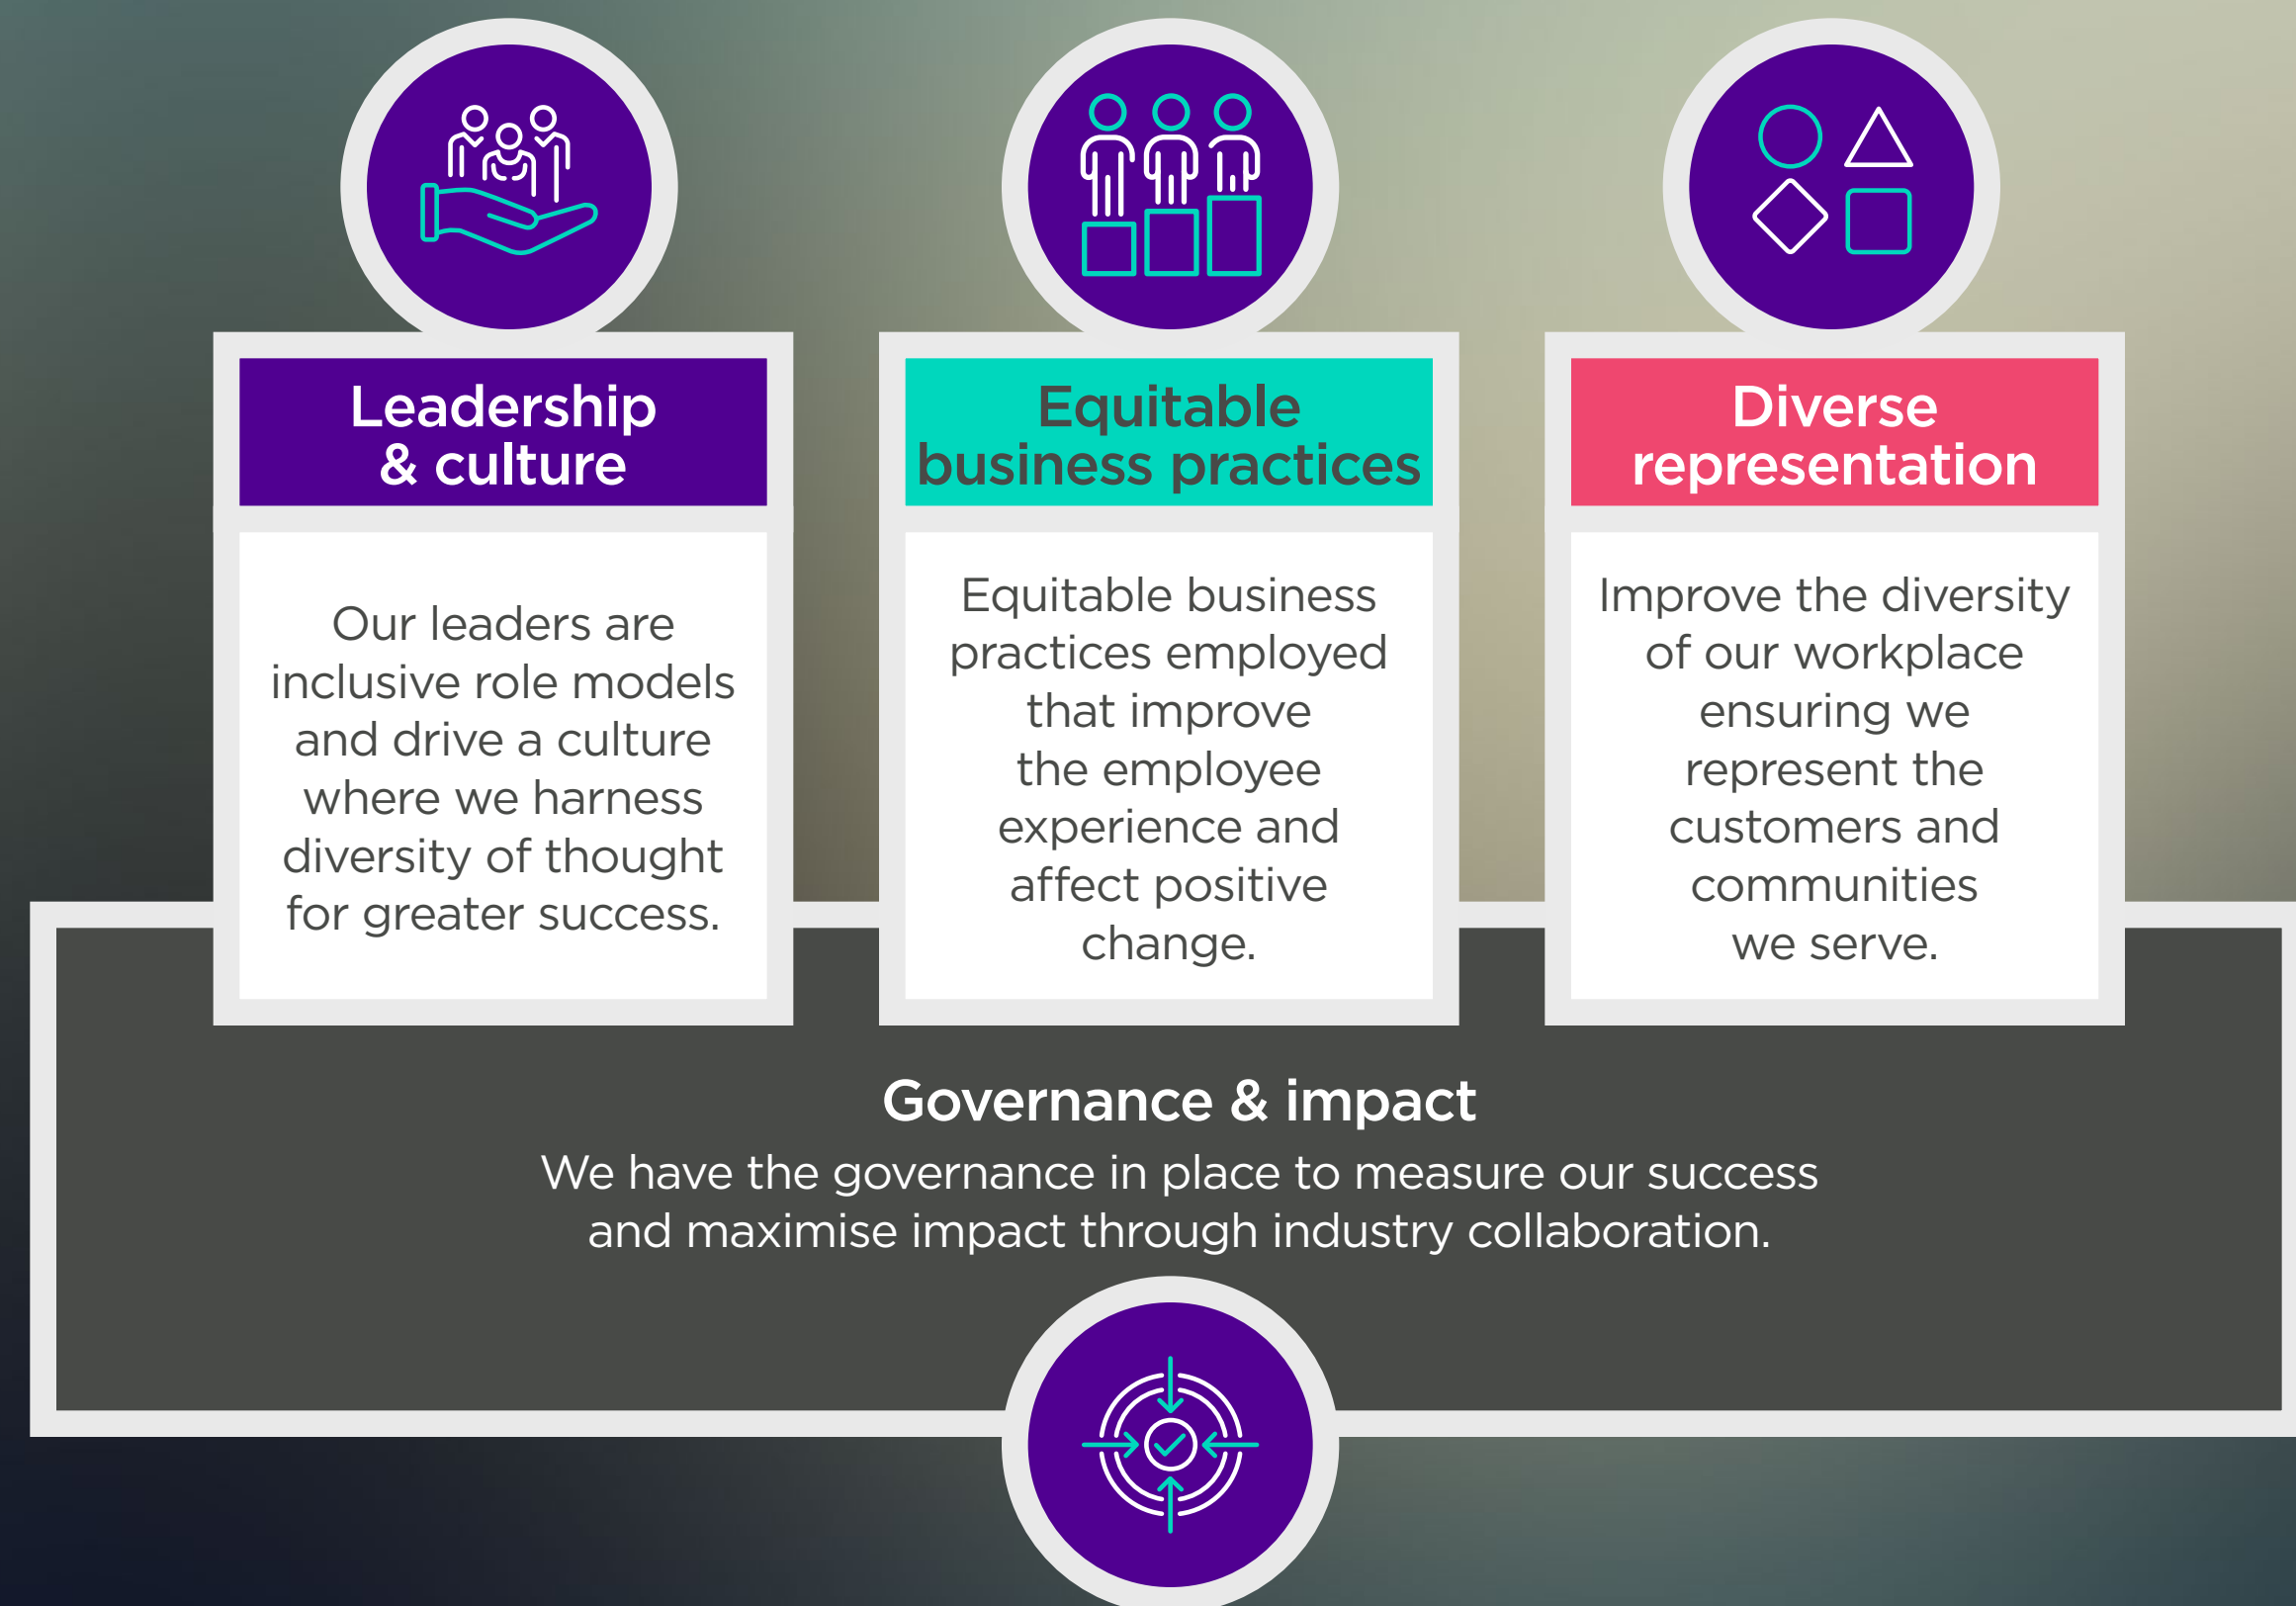 Leadership
& culture
Our leaders are
inclusive role models
and drive a culture
where we harness
diversity of thought
for greater success.
Equitable
business practices
Equitable business
practices employed
that improve
the employee
experience and
affect positive
change.
Diverse
representation
Improve the diversity
of our workplace
ensuring we
represent the
customers and
communities
we serve.
Governance & impact
We have the governance in place to measure our success
and maximise impact through industry collaboration.